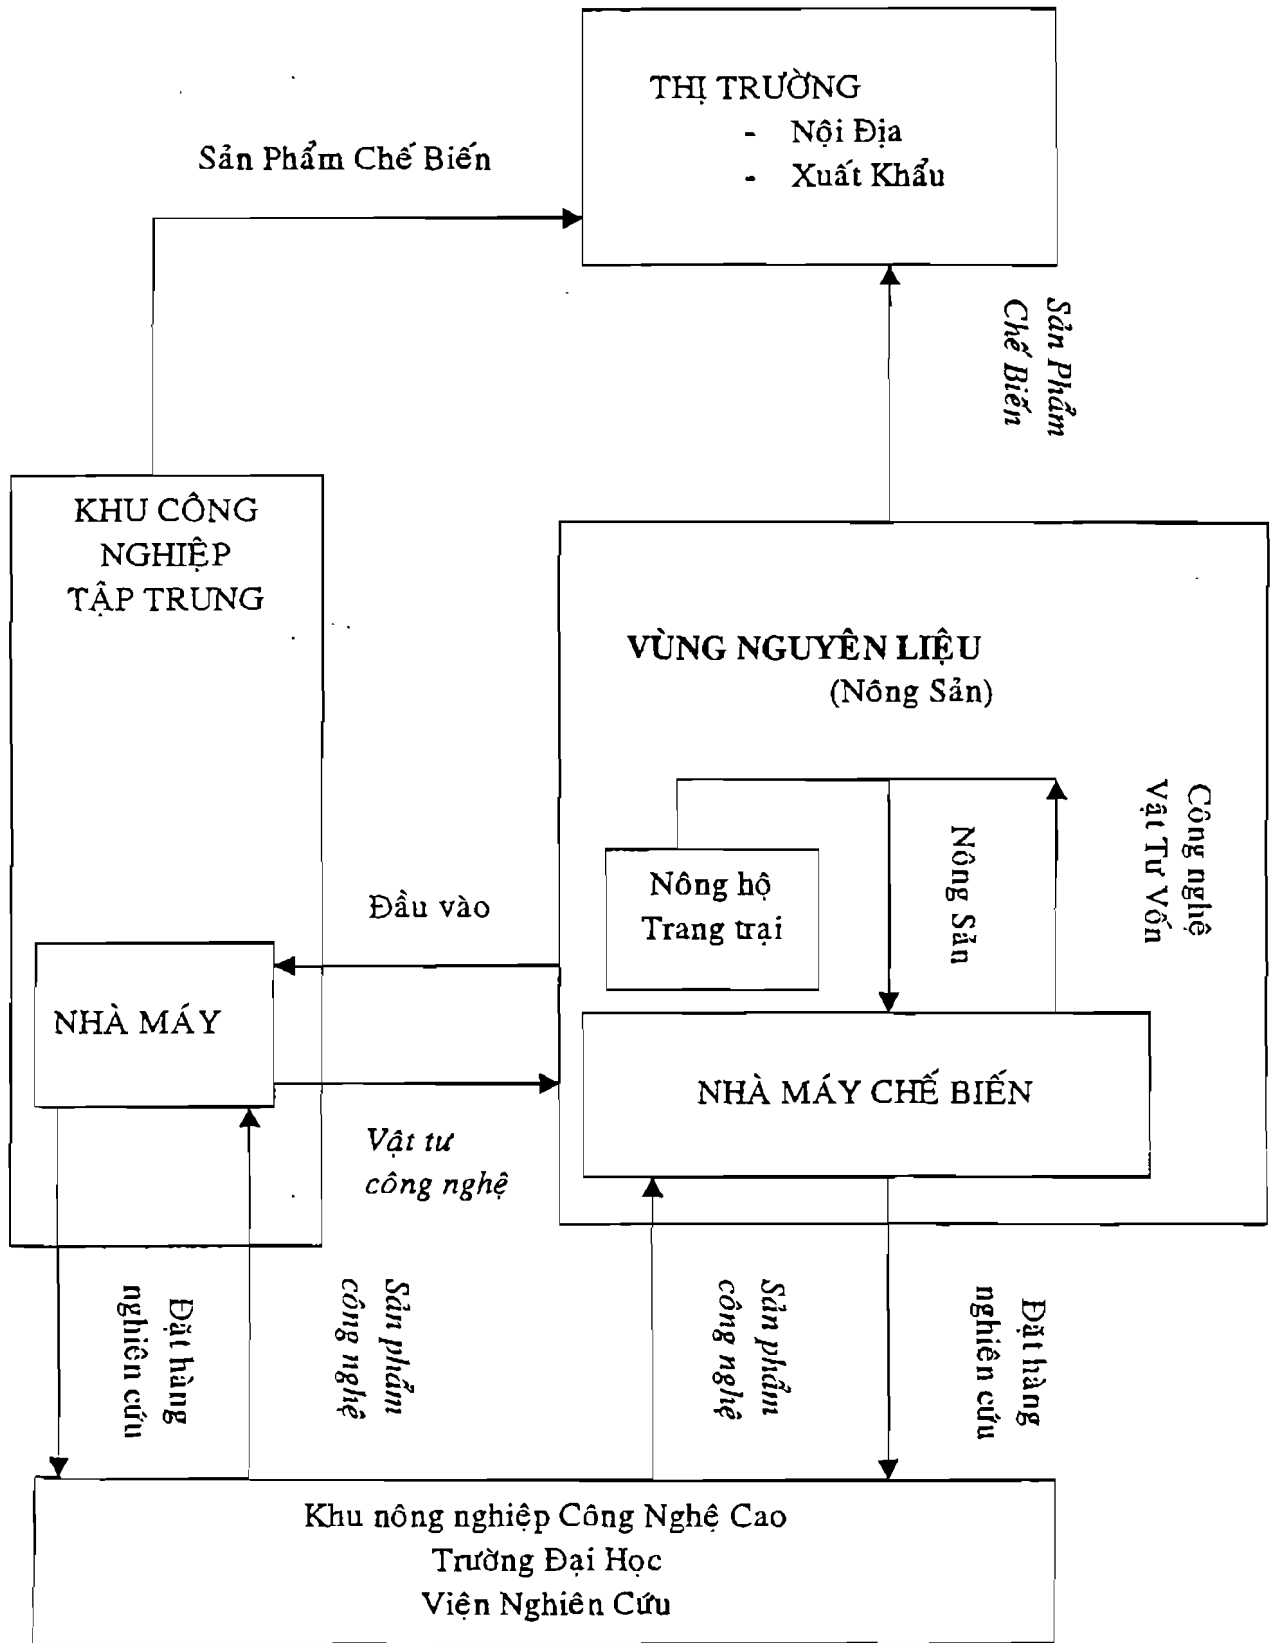 THỊ TRƯỜNG
- Nội Địa
- Xuất Khẩu
Sản Phẩm Chế Biến
Sản Phẩm
Chế Biến
KHU CÔNG
NGHIỆP
TẬP TRUNG
VÙNG NGUYÊN LIỆU
(Nông Sản)
Công nghệ
Vật Tư Vốn
Nông Sản
Nông hộ
Trang trại
Đầu vào
NHÀ MÁY
NHÀ MÁY CHẾ BIẾN
Vật tư
công nghệ
Đặt hàng
nghiên cứu
Sản phẩm
công nghệ
Sản phẩm
công nghệ
Đặt hàng
nghiên cứu
Khu nông nghiệp Công Nghệ Cao
Trường Đại Học
Viện Nghiên Cứu